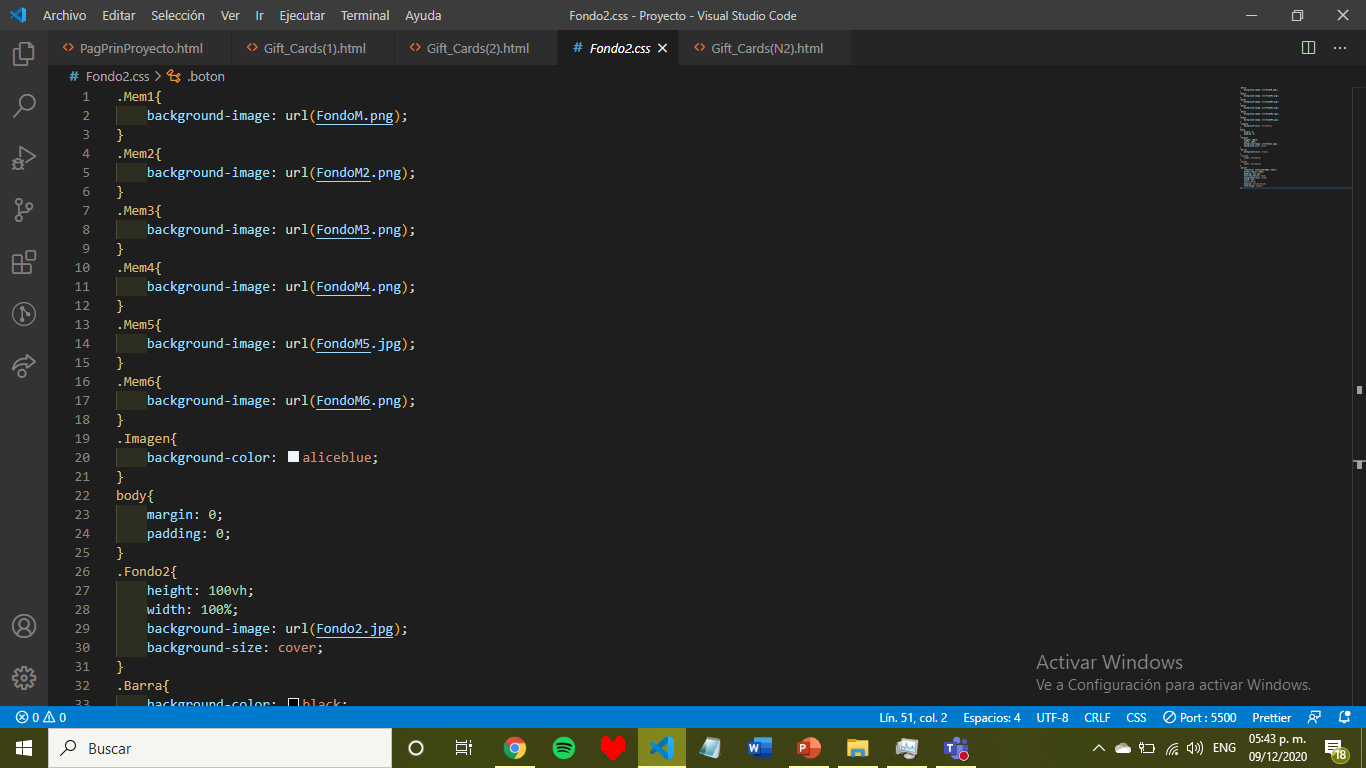 Archivo Editar Selección Ver Ir Ejecutar Terminal Ayuda Fondo2.css - Proyecto - Visual Studio Code
PagPrinProyecto.html Gift_Cards(1).html Gift_Cards(2).html # Fondo2.css Gift_Cards(N2).html
# Fondo2.css > .boton
1 .Mem1{
2 background-image: url(FondoM.png);
3 }
4 .Mem2{
5 background-image: url(FondoM2.png);
6 }
7 .Mem3{
8 background-image: url(FondoM3.png);
9 }
10 .Mem4{
11 background-image: url(FondoM4.png);
12 }
13 .Mem5{
14 background-image: url(FondoM5.jpg);
15 }
16 .Mem6{
17 background-image: url(FondoM6.png);
18 }
19 .Imagen{
20 background-color: aliceblue;
21 }
22 body{
23 margin: 0;
24 padding: 0;
25 }
26 .Fondo2{
27 height: 100vh;
28 width: 100%;
29 background-image: url(Fondo2.jpg);
30 background-size: cover;
31 }
32 .Barra{
33 background-color: black;
Activar Windows
Ve a Configuración para activar Windows.
0 0 Lín. 51, col. 2 Espacios: 4 UTF-8 CRLF CSS Port : 5500 Prettier
Buscar ENG 05:43 p. m.
09/12/2020 18